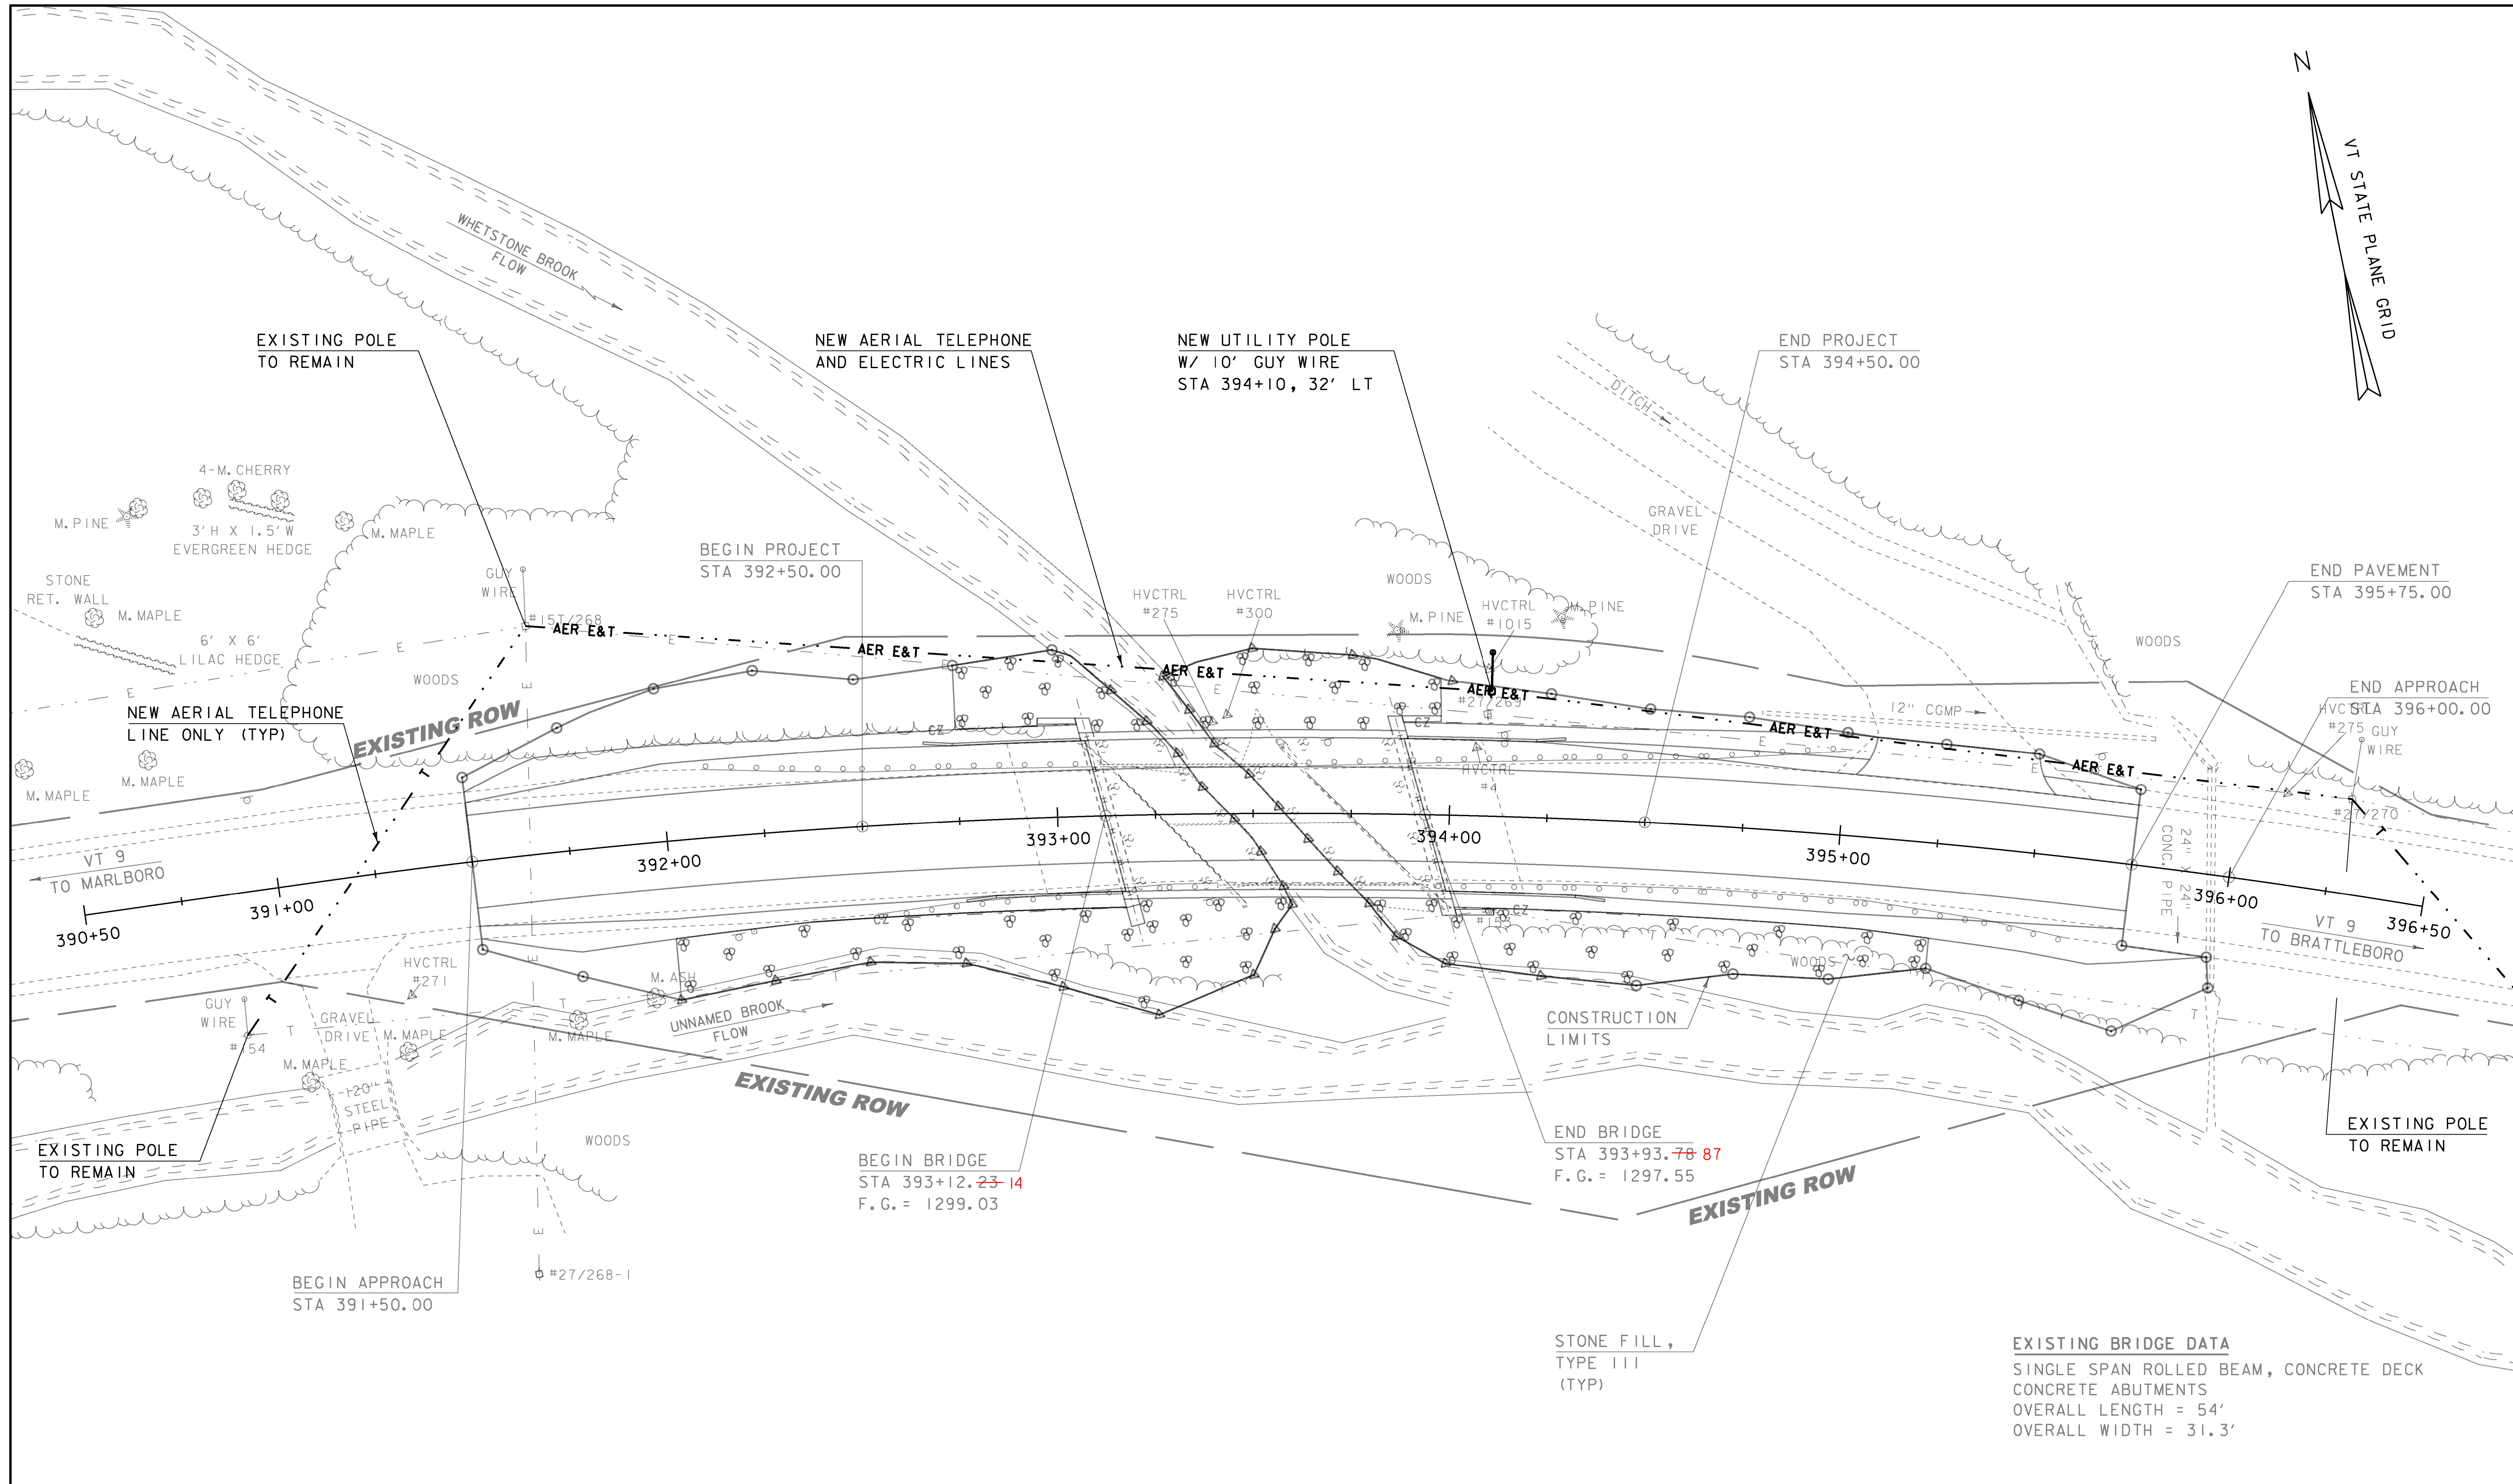 N
VT STATE PLANE GRID
WHETSTONE BROOK
FLOW
EXISTING POLE
TO REMAIN
NEW AERIAL TELEPHONE
AND ELECTRIC LINES
NEW UTILITY POLE
W/ 10' GUY WIRE
STA 394+10, 32' LT
END PROJECT
STA 394+50.00
DITCH
4-M.CHERRY
M.PINE
3'H X 1.5'W
EVERGREEN HEDGE
M.MAPLE
GRAVEL
DRIVE
BEGIN PROJECT
STA 392+50.00
STONE
RET. WALL
M.MAPLE
GUY
WIRE
#15T/268
6' X 6'
LILAC HEDGE
WOODS
HVCTRL
#275
HVCTRL
#300
WOODS
M.PINE
HVCTRL
#1015
M.PINE
END PAVEMENT
STA 395+75.00
WOODS
END APPROACH
STA 396+00.00
HVCTRL
#275
GUY
WIRE
E
E
E
E
AER E&T
AER E&T
AER E&T
AER E&T
AER E&T
AER E&T
E
E
E
E
E
NEW AERIAL TELEPHONE
LINE ONLY (TYP)
EXISTING ROW
#27/269
12" CGMP
#27/270
CZ
CZ
HVCTRL
#4
M.MAPLE
M.MAPLE
T
T
VT 9
TO MARLBORO
390+50
391+00
392+00
393+00
394+00
395+00
396+00
396+50
24" X 24"
CONC. PIPE
VT 9
TO BRATTLEBORO
CZ
CZ
#153
HVCTRL
#271
M.ASH
WOODS
GUY
WIRE
#154
T
T
GRAVEL
DRIVE
M.MAPLE
M.MAPLE
M.MAPLE
UNNAMED BROOK
FLOW
CONSTRUCTION
LIMITS
T
T
T
T
T
120"
STEEL
PIPE
EXISTING ROW
EXISTING POLE
TO REMAIN
WOODS
E
E
E
BEGIN BRIDGE
STA 393+12.23 14
F.G.= 1299.03
END BRIDGE
STA 393+93.78 87
F.G.= 1297.55
EXISTING ROW
EXISTING POLE
TO REMAIN
#27/268-1
BEGIN APPROACH
STA 391+50.00
STONE FILL,
TYPE III
(TYP)
EXISTING BRIDGE DATA
SINGLE SPAN ROLLED BEAM, CONCRETE DECK
CONCRETE ABUTMENTS
OVERALL LENGTH = 54'
OVERALL WIDTH = 31.3'